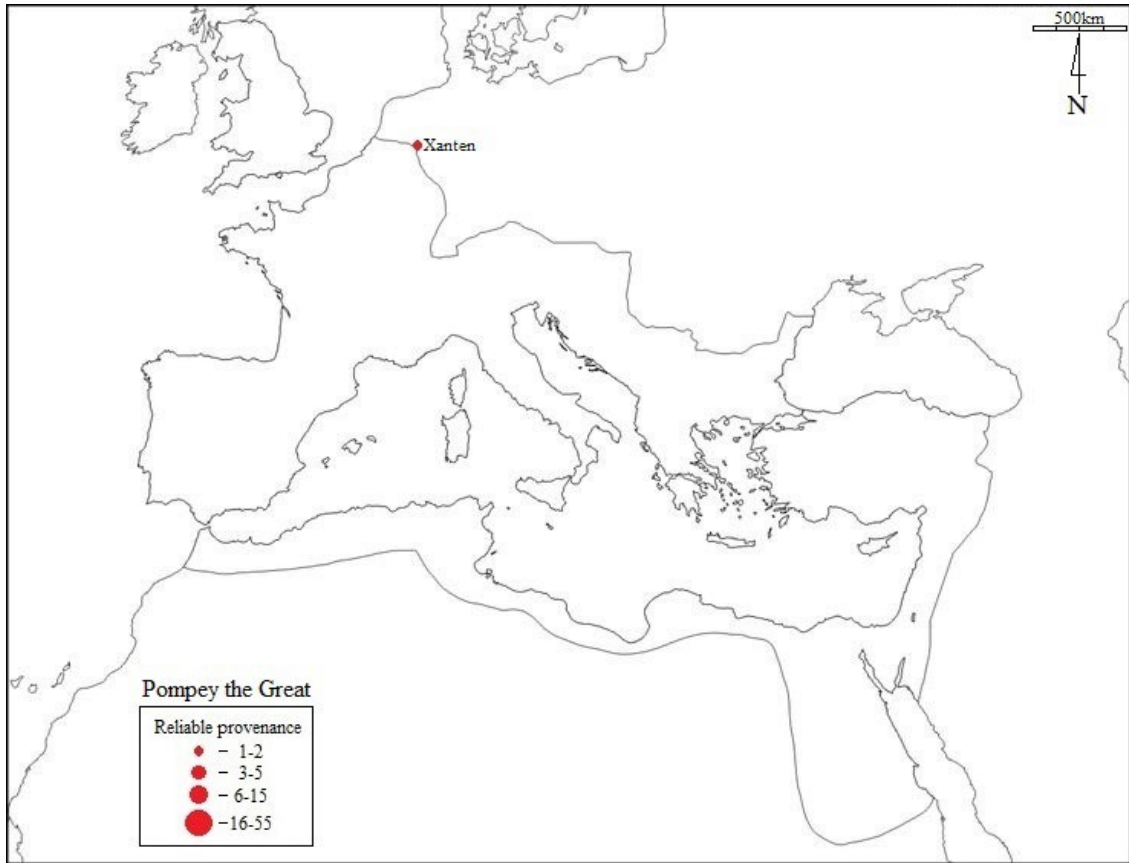 500km
N
Xanten
Pompey the Great
Reliable provenance
– 1-2
– 3-5
– 6-15
–16-55